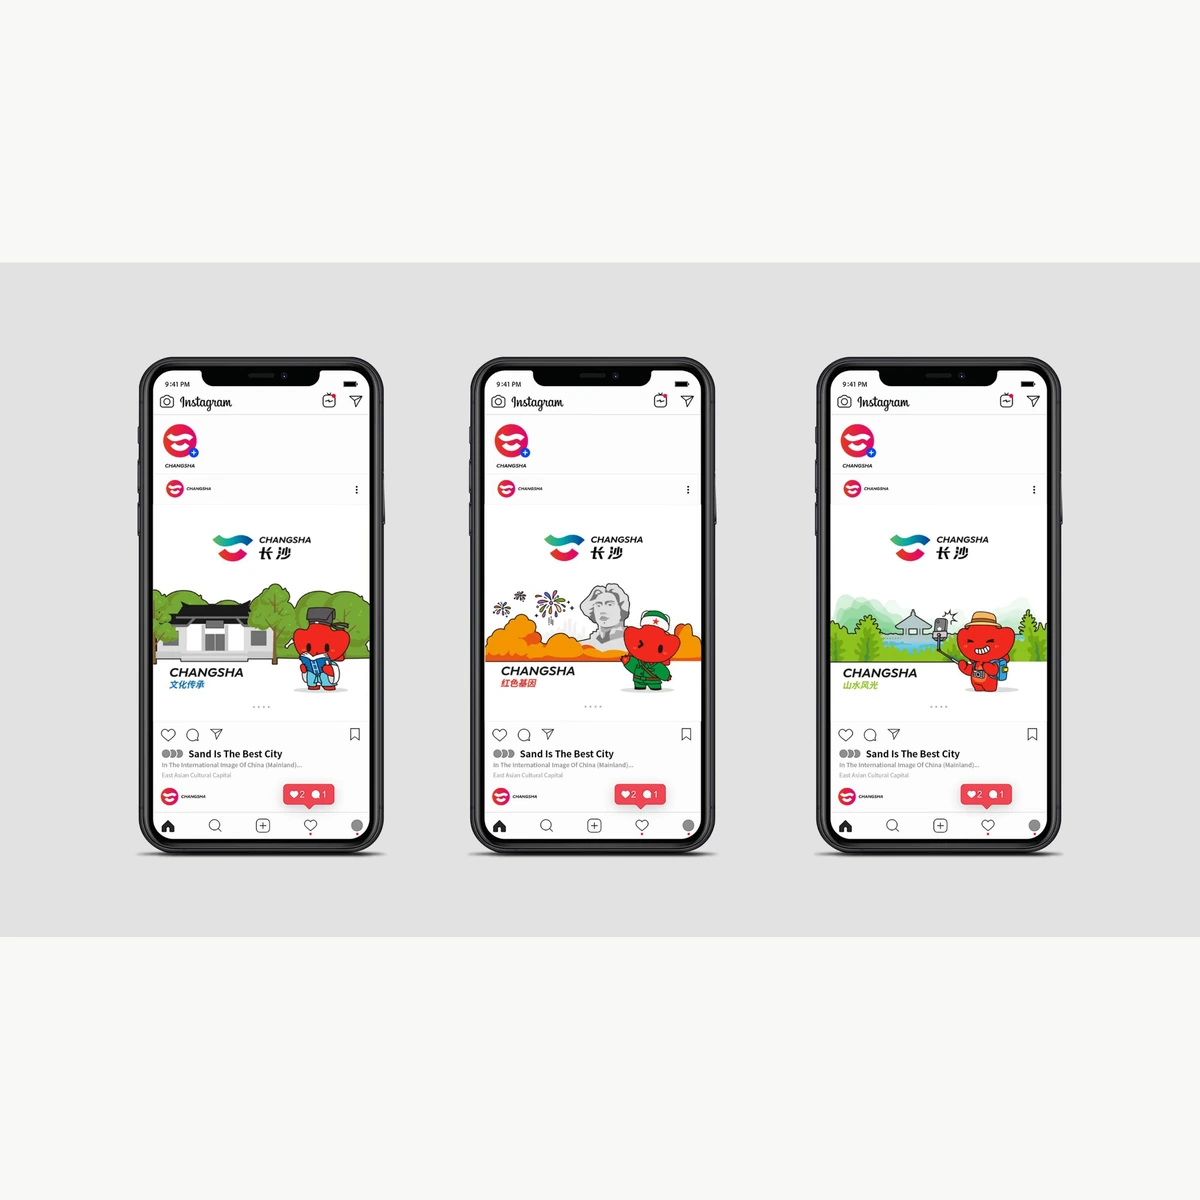 9:41 PM
Instagram
CHANGSHA
CHANGSHA
CHANGSHA
长沙
CHANGSHA
文化传承
Sand Is The Best City
In The International Image Of China (Mainland)...
East Asian Cultural Capital
CHANGSHA
2 1
9:41 PM
Instagram
CHANGSHA
CHANGSHA
CHANGSHA
长沙
CHANGSHA
红色基因
Sand Is The Best City
In The International Image Of China (Mainland)...
East Asian Cultural Capital
CHANGSHA
2 1
9:41 PM
Instagram
CHANGSHA
CHANGSHA
CHANGSHA
长沙
CHANGSHA
山水风光
Sand Is The Best City
In The International Image Of China (Mainland)...
East Asian Cultural Capital
CHANGSHA
2 1